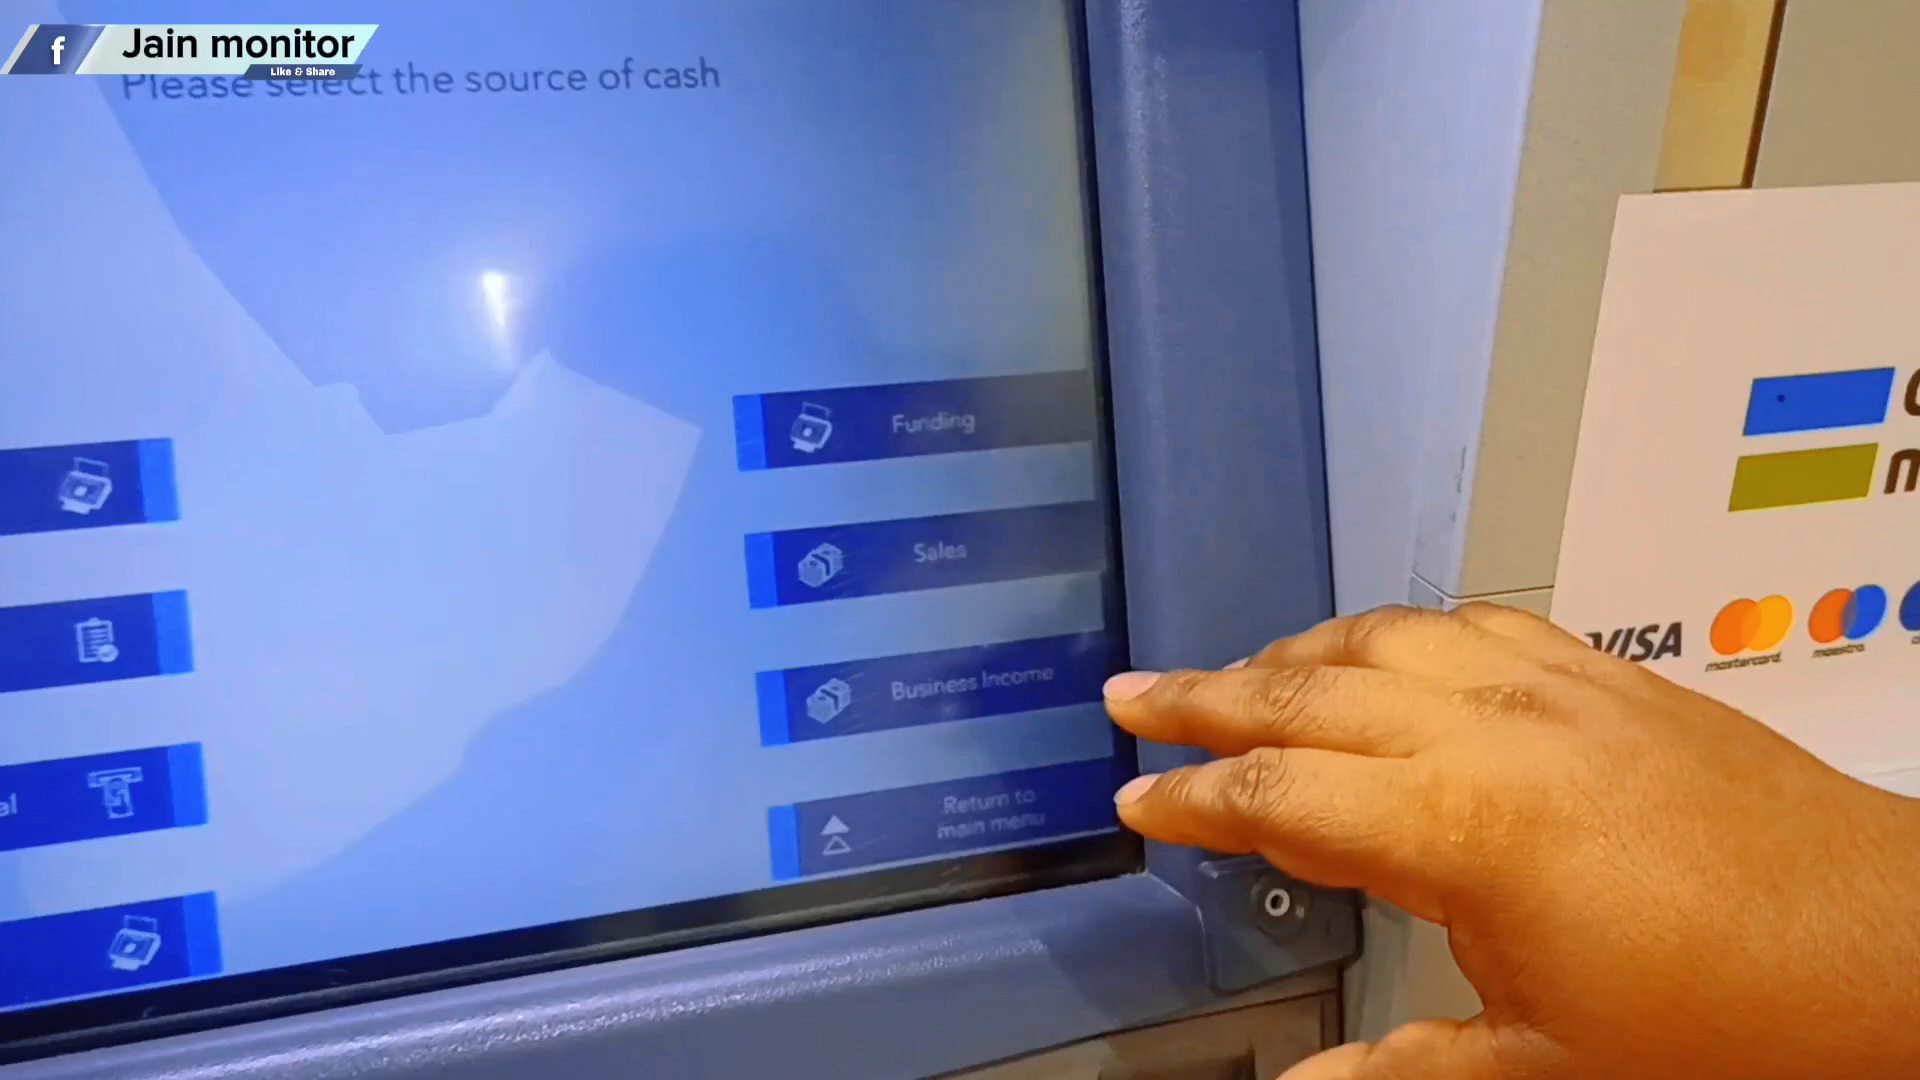 Jain monitor
Like & Share
Please select the source of cash
Funding
Sales
Business Income
Return to
main menu
al
VISA
mastercard.
maestro.